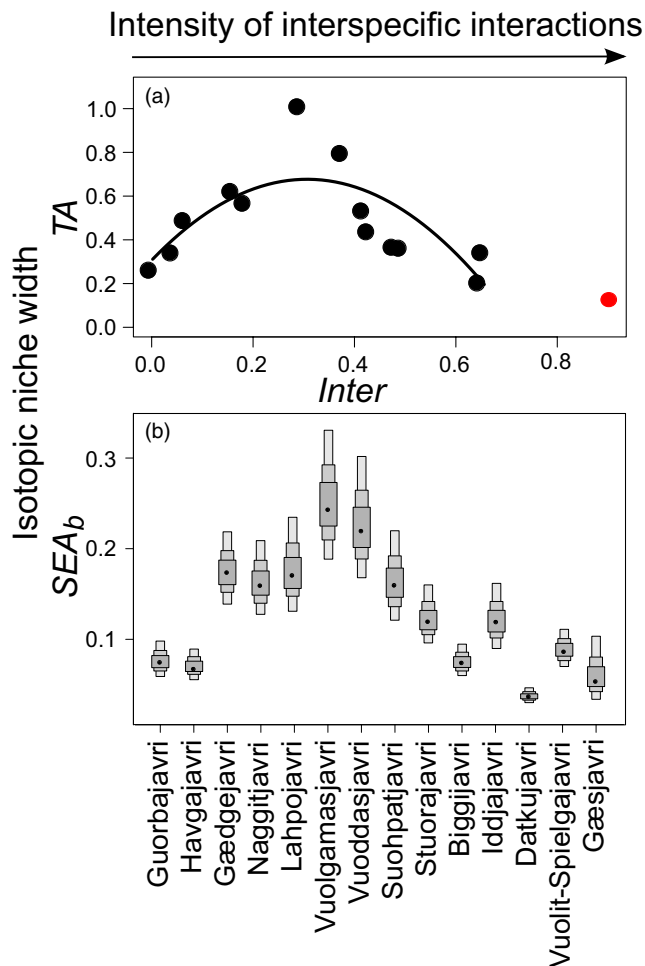 Intensity of interspecific interactions
(a)
1.0
0.8
0.6
0.4
0.2
0.0
TA
0.0 0.2 0.4 0.6 0.8
Inter
Isotopic niche width
(b)
0.3
0.2
0.1
SEAb
Guorbajavri
Havgajavri
Gædgejavri
Naggitjavri
Lahpojavri
Vuolgamasjavri
Vuoddasjavri
Suohpatjavri
Stuorajavri
Biggijavri
Iddjajavri
Datkujavri
Vuolit-Spielgajavri
Gæsjavri